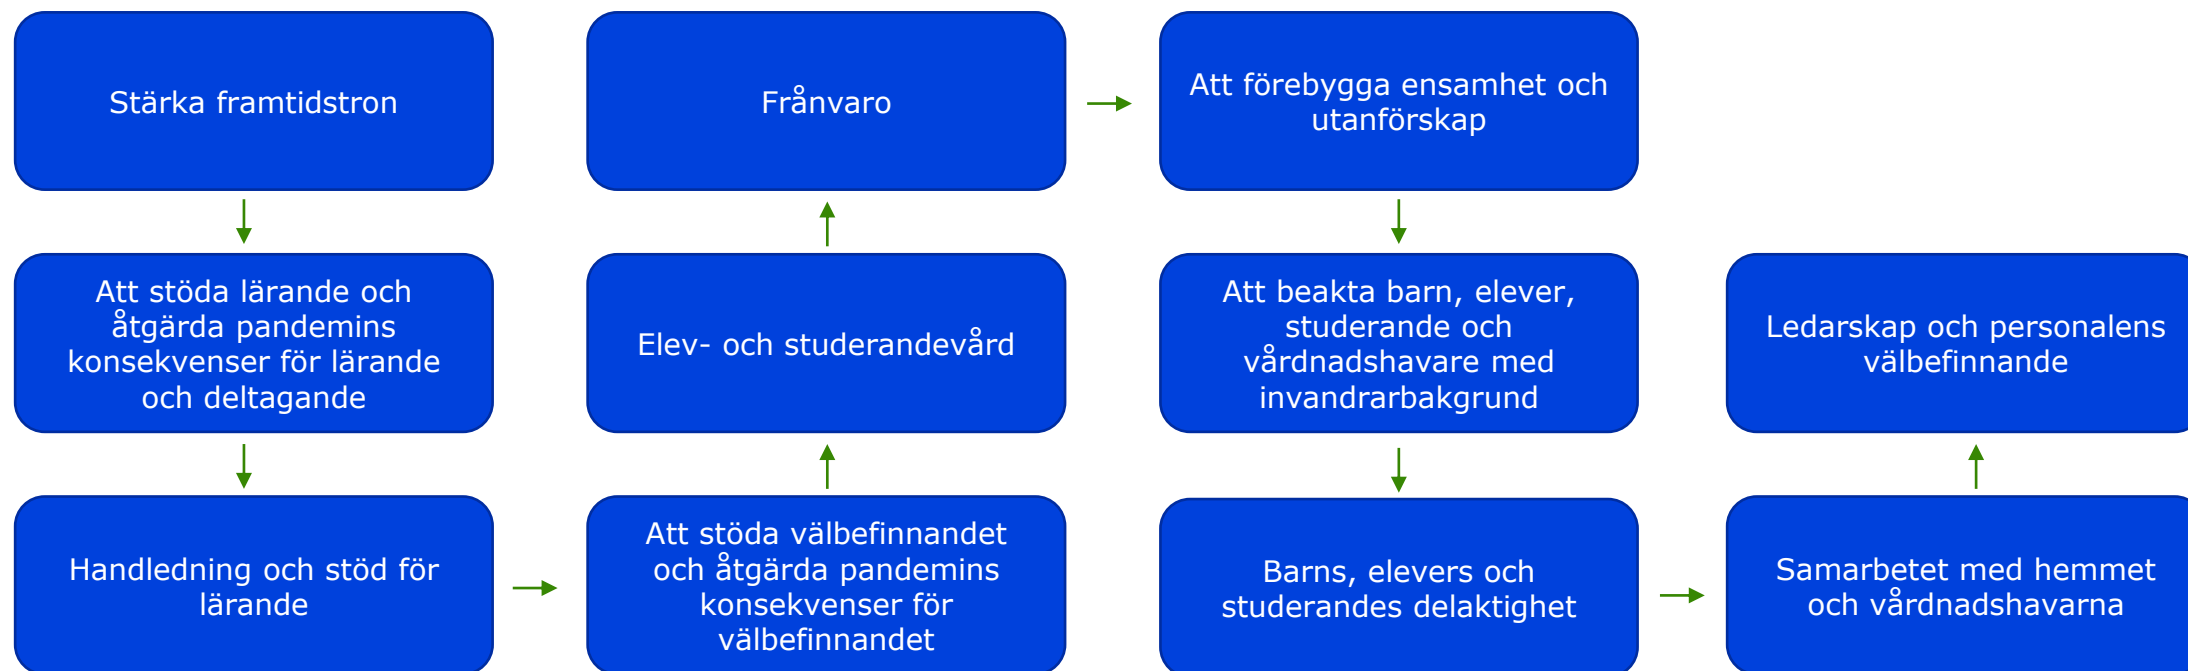 Stärka framtidstron
Att stöda lärande och
åtgärda pandemins
konsekvenser för lärande
och deltagande
Handledning och stöd för
lärande
Att stöda välbefinnandet
och åtgärda pandemins
konsekvenser för
välbefinnandet
Elev- och studerandevård
Frånvaro
Att förebygga ensamhet och
utanförskap
Att beakta barn, elever,
studerande och
vårdnadshavare med
invandrarbakgrund
Barns, elevers och
studerandes delaktighet
Samarbetet med hemmet
och vårdnadshavarna
Ledarskap och personalens
välbefinnande